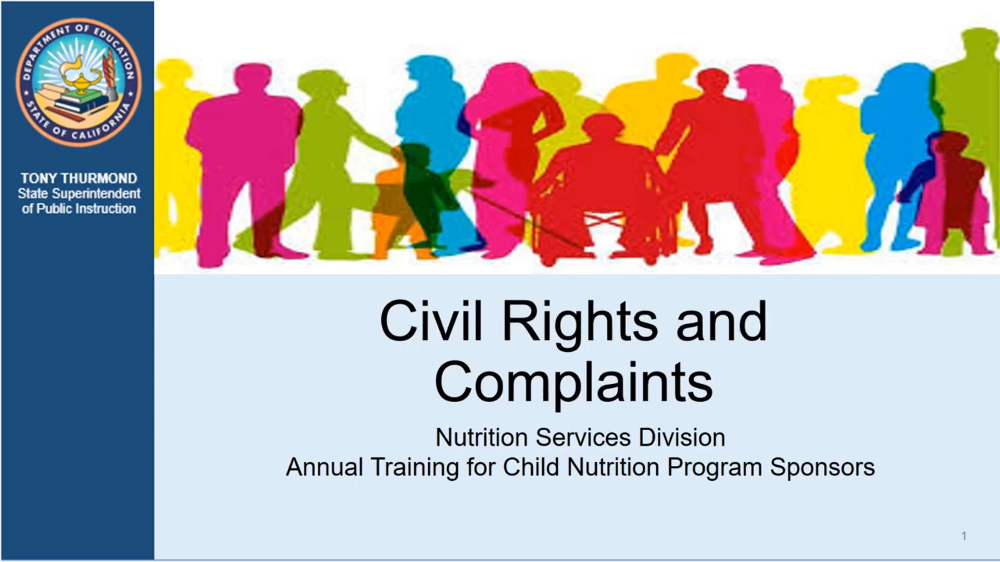 DEPARTMENT OF EDUCATION
STATE OF CALIFORNIA
TONY THURMOND
State Superintendent
of Public Instruction
Civil Rights and
Complaints
Nutrition Services Division
Annual Training for Child Nutrition Program Sponsors
1